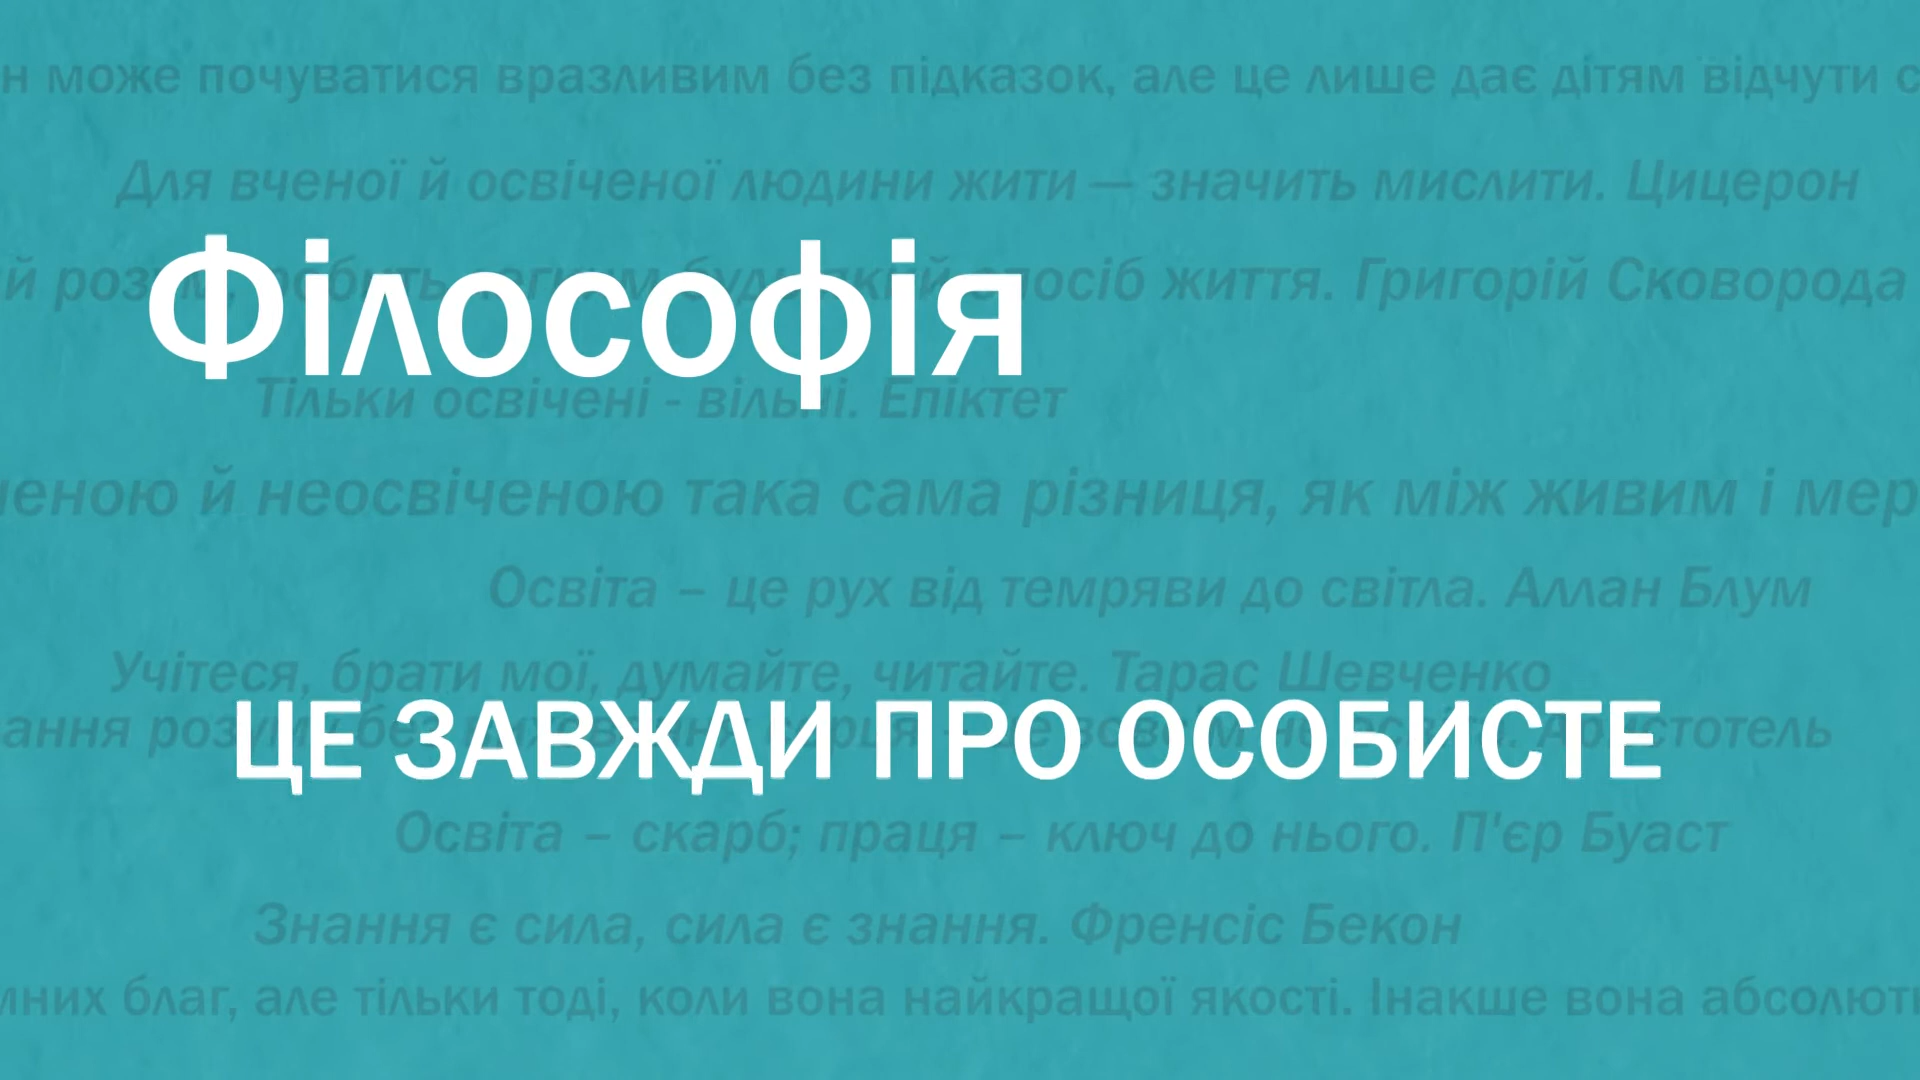 н може почуватися вразливим без підказок, але це лише дає дітям відчути с
Для вченої й освіченої людини жити — значить мислити. Цицерон
Філософія
й посіб життя. Григорій Сковорода
Тільки освічені - вільні. Епіктет
ченою й неосвіченою така сама різниця, як між живим і мер
Освіта – це рух від темряви до світла. Аллан Блум
Учітеся, брати мої, думайте, читайте. Тарас Шевченко
ання
ЦЕ ЗАВЖДИ ПРО ОСОБИСТЕ
Освіта – скарб; праця – ключ до нього. П'єр Буаст
Знання є сила, сила є знання. Френсіс Бекон
мних благ, але тільки тоді, коли вона найкращої якості. Інакше вона абсолютн